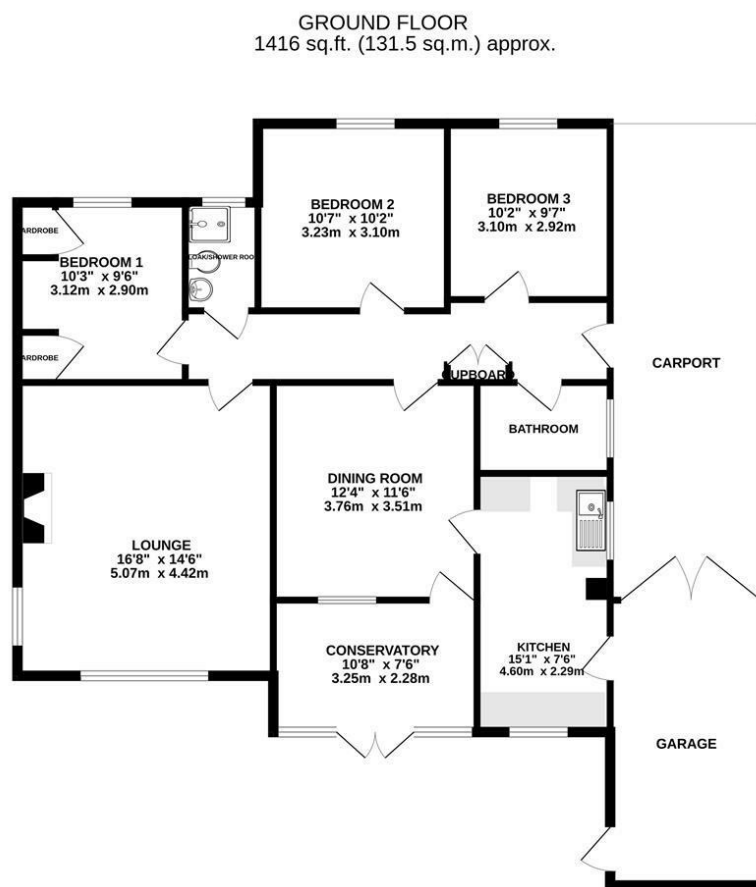 GROUND FLOOR
1416 sq.ft. (131.5 sq.m.) approx.
BEDROOM 2
10'7" x 10'2"
3.23m x 3.10m
BEDROOM 3
10'2" x 9'7"
3.10m x 2.92m
ARDROBE
BEDROOM 1
10'3" x 9'6"
3.12m x 2.90m
LOAK/SHOWER ROO
ARDROBE
CUPBOARD
CARPORT
BATHROOM
DINING ROOM
12'4" x 11'6"
3.76m x 3.51m
LOUNGE
16'8" x 14'6"
5.07m x 4.42m
CONSERVATORY
10'8" x 7'6"
3.25m x 2.28m
KITCHEN
15'1" x 7'6"
4.60m x 2.29m
GARAGE